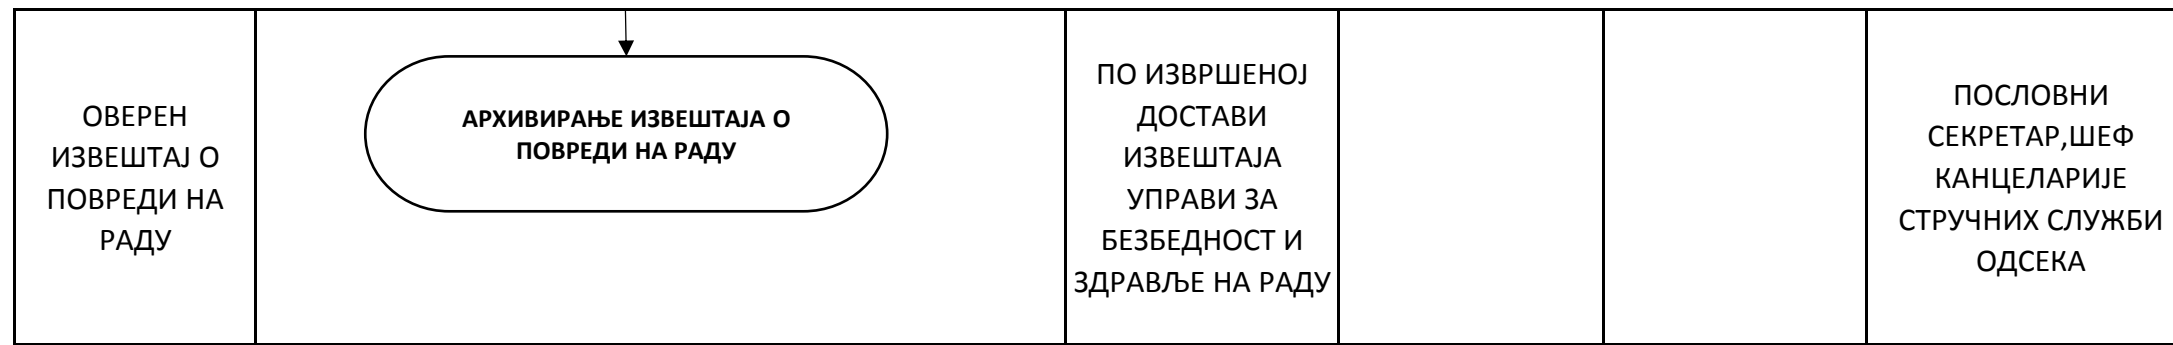 ОВЕРЕН
ИЗВЕШТАЈ О
ПОВРЕДИ НА
РАДУ
АРХИВИРАЊЕ ИЗВЕШТАЈА О
ПОВРЕДИ НА РАДУ
ПО ИЗВРШЕНОЈ
ДОСТАВИ
ИЗВЕШТАЈА
УПРАВИ ЗА
БЕЗБЕДНОСТ И
ЗДРАВЉЕ НА РАДУ
ПОСЛОВНИ
СЕКРЕТАР,ШЕФ
КАНЦЕЛАРИЈЕ
СТРУЧНИХ СЛУЖБИ
ОДСЕКА